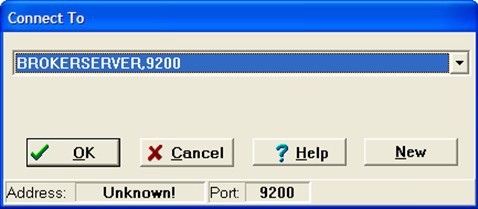 Connect To
BROKERSERVER,9200
OK Cancel Help New
Address: Unknown! Port: 9200